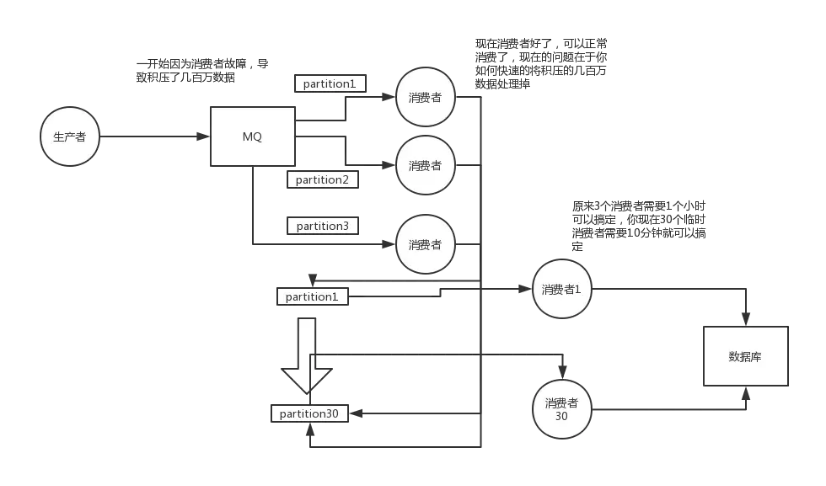 一开始因为消费者故障，导
致积压了几百万数据
现在消费者好了，可以正常
消费了，现在的问题在于你
如何快速的将积压的几百万
数据处理掉
partition1
消费者
生产者
MQ
消费者
partition2
partition3
消费者
原来3个消费者需要1个小时
可以搞定，你现在30个临时
消费者需要10分钟就可以搞
定
partition1
消费者1
数据库
partition30
消费者
30